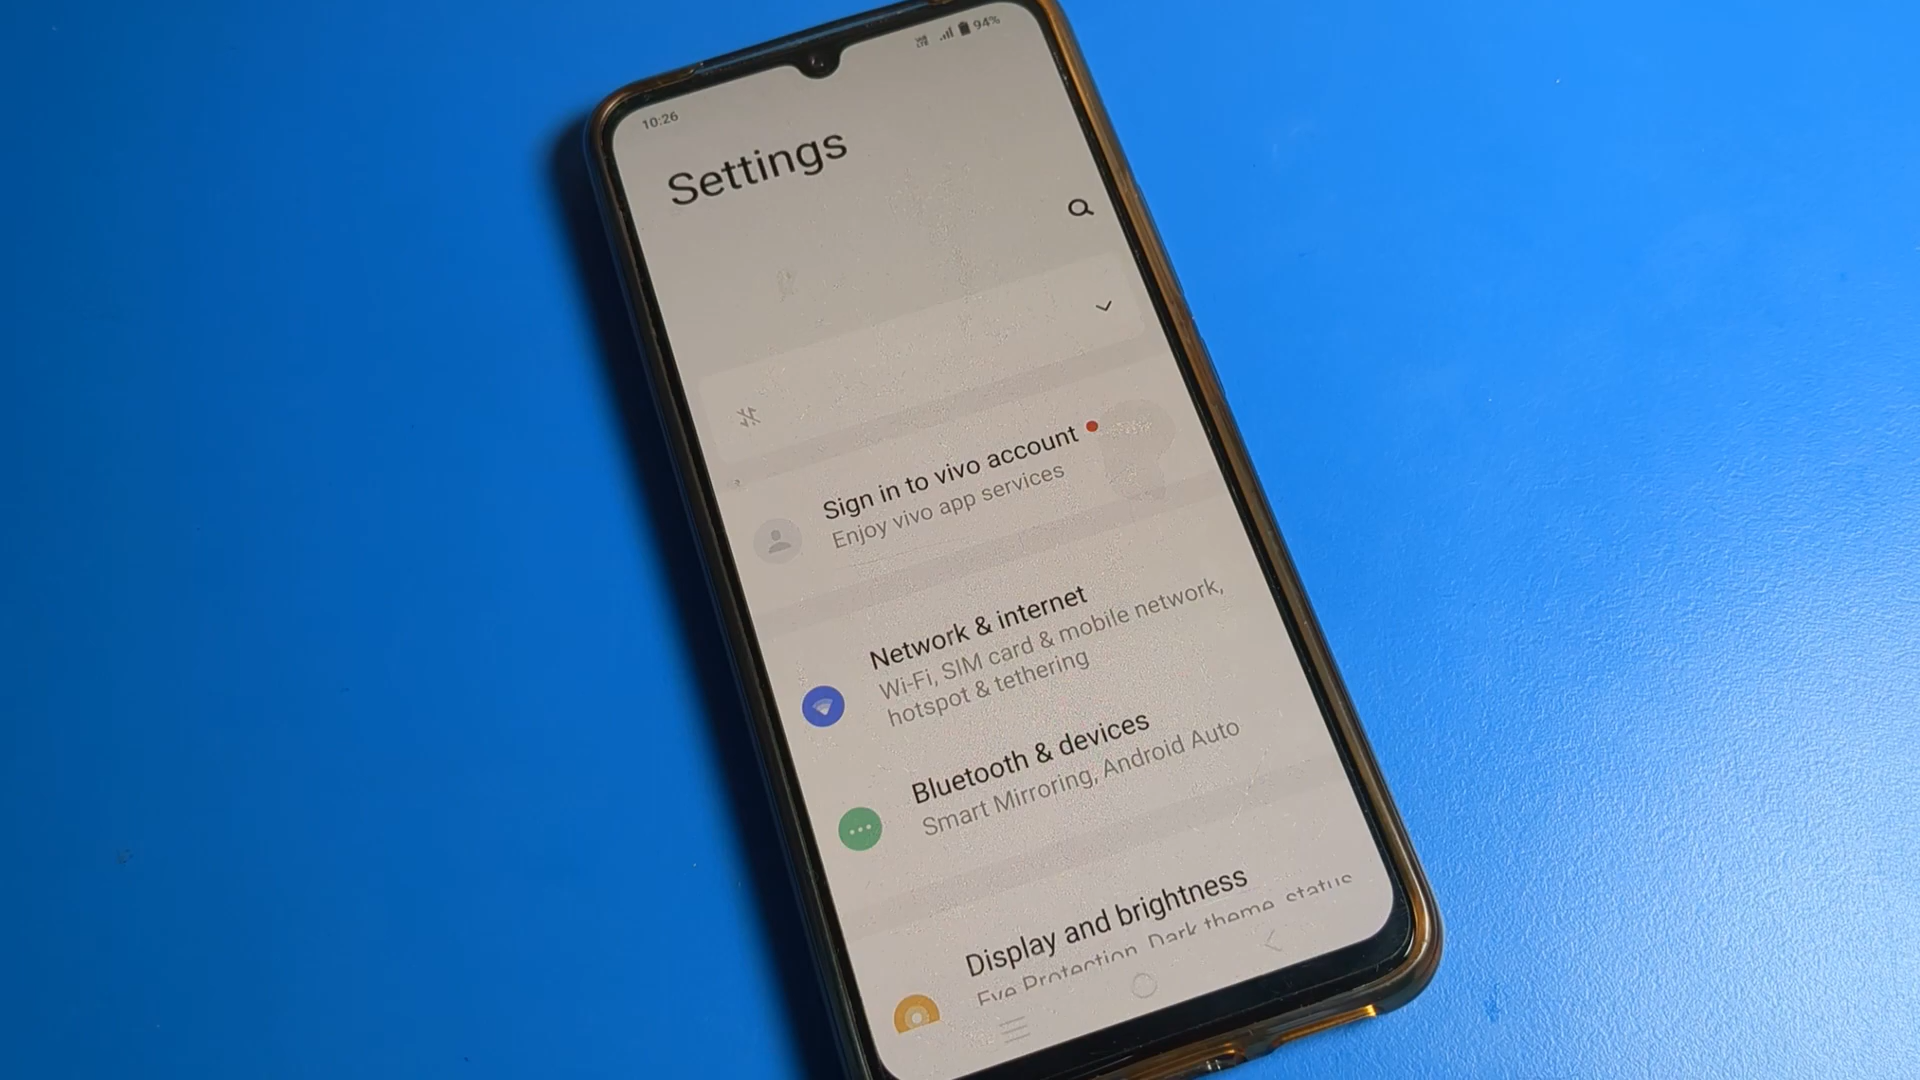 94%
10:26
Settings
Sign in to vivo account
Enjoy vivo app services
Network & internet
Wi-Fi, SIM card & mobile network,
hotspot & tethering
Bluetooth & devices
Smart Mirroring, Android Auto
Display and brightness
Eye Protection, Dark theme, status